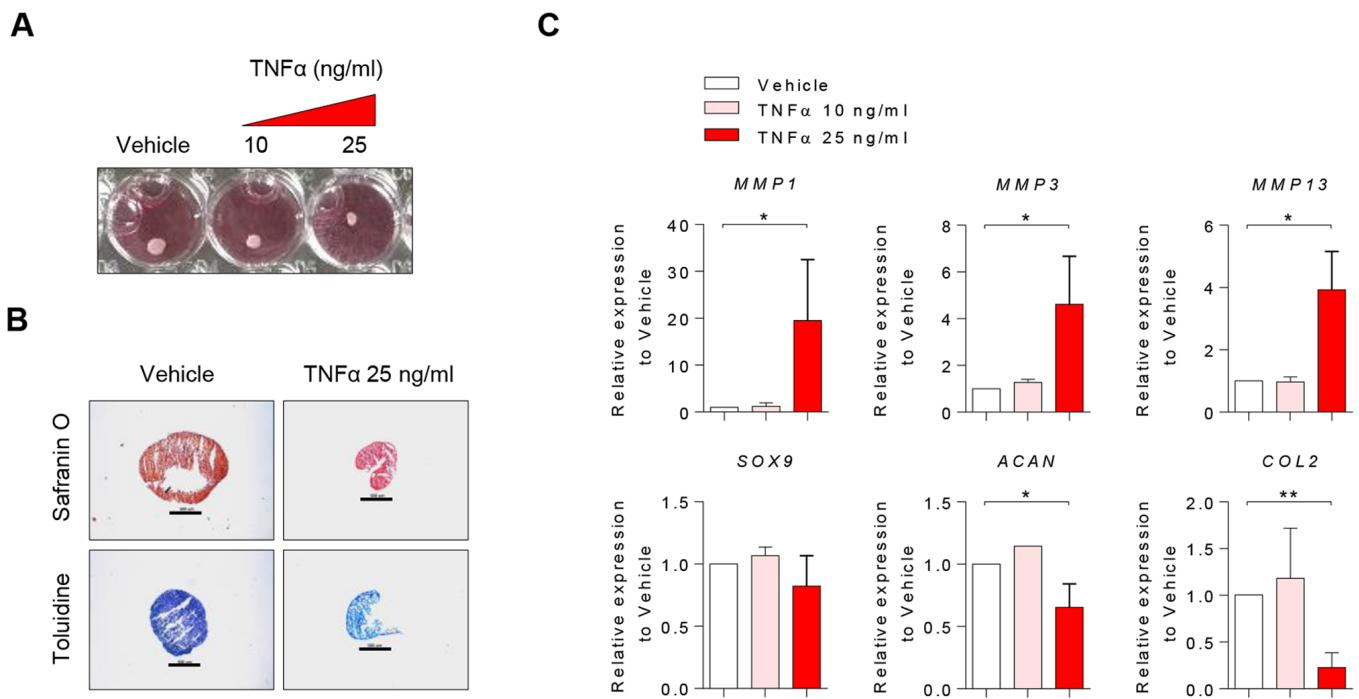 A
TNFα (ng/ml)
Vehicle 10 25
B
Vehicle TNFα 25 ng/ml
Safranin O
Toluidine
C
Vehicle
TNFα 10 ng/ml
TNFα 25 ng/ml
MMP1
Relative expression
to Vehicle
40
30
20
10
0
*
MMP3
Relative expression
to Vehicle
8
6
4
2
0
*
MMP13
Relative expression
to Vehicle
6
4
2
0
*
SOX9
Relative expression
to Vehicle
1.5
1.0
0.5
0.0
ACAN
Relative expression
to Vehicle
1.5
1.0
0.5
0.0
*
COL2
Relative expression
to Vehicle
2.0
1.5
1.0
0.5
0.0
**